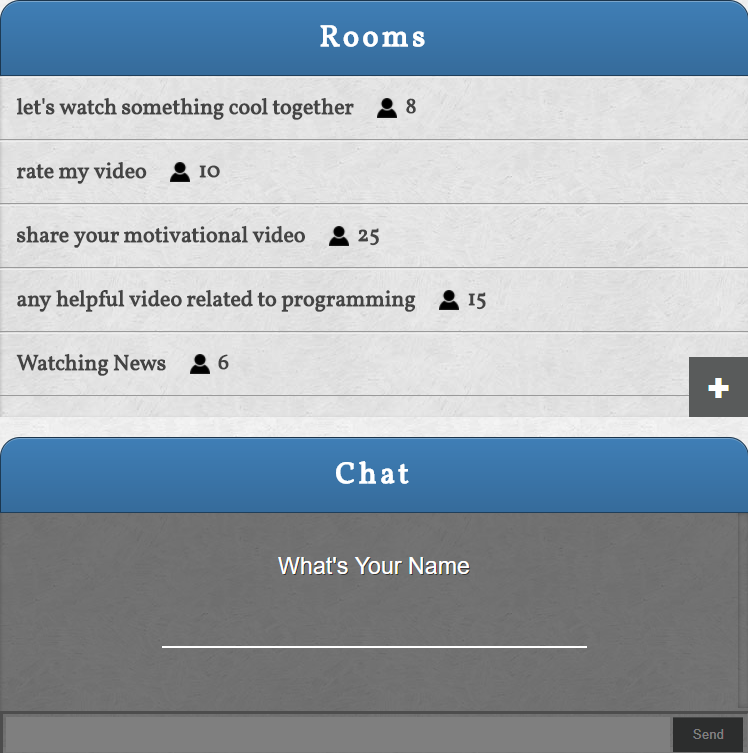 Rooms
let's watch something cool together 8
rate my video 10
share your motivational video 25
any helpful video related to programming 15
Watching News 6
Chat
What's Your Name
Send